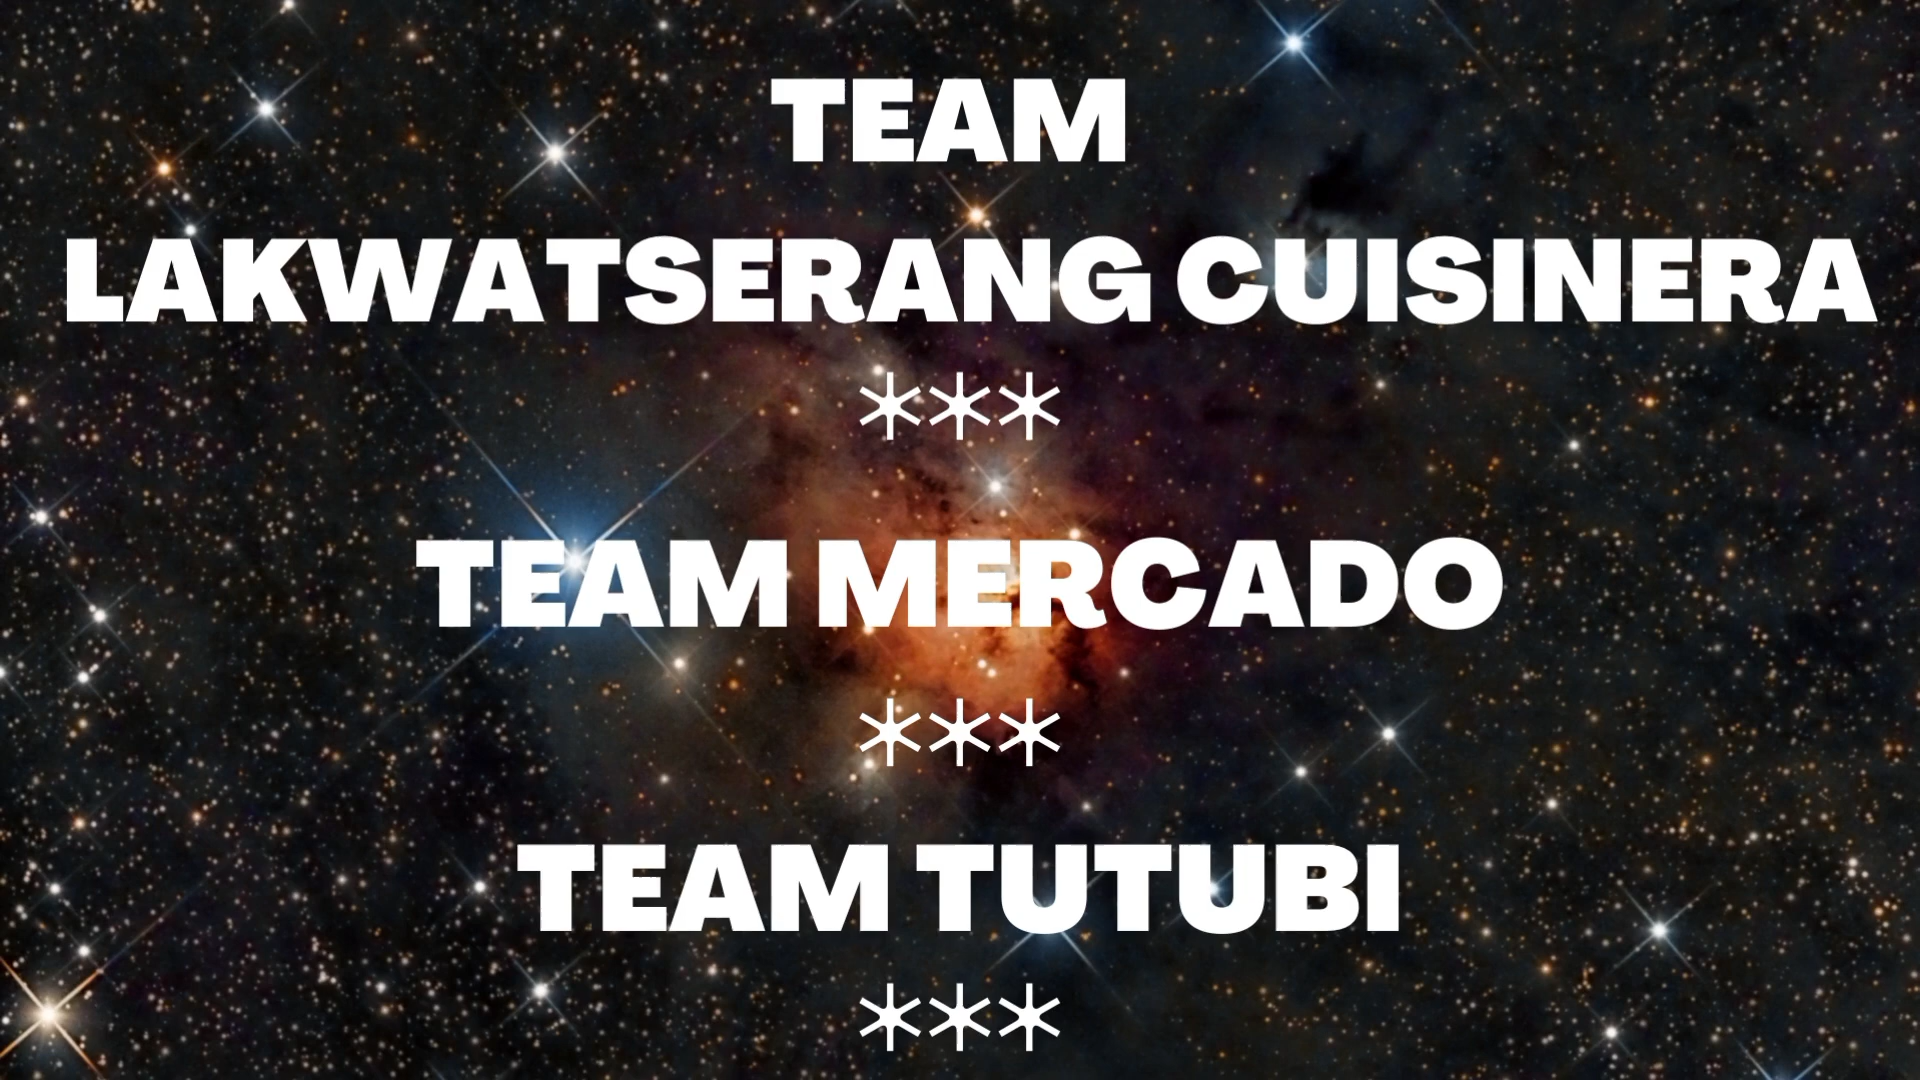 TEAM
LAKWATSERANG CUISINERA
***
TEAM MERCADO
***
TEAM TUTUBI
***